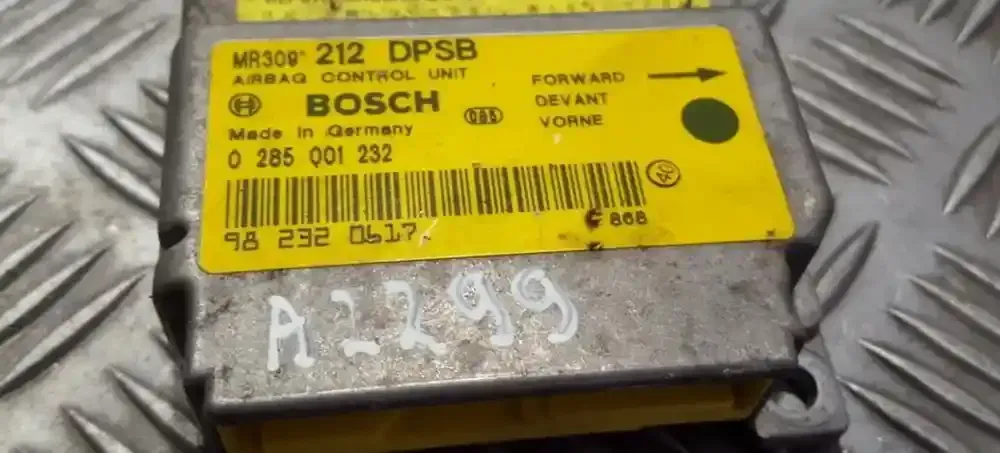 MR309 212 DPSB
AIRBAG CONTROL UNIT
FORWARD
BOSCH
DEVANT
Made in Germany
VORNE
0 285 001 232
98 232 0617
868
A2299